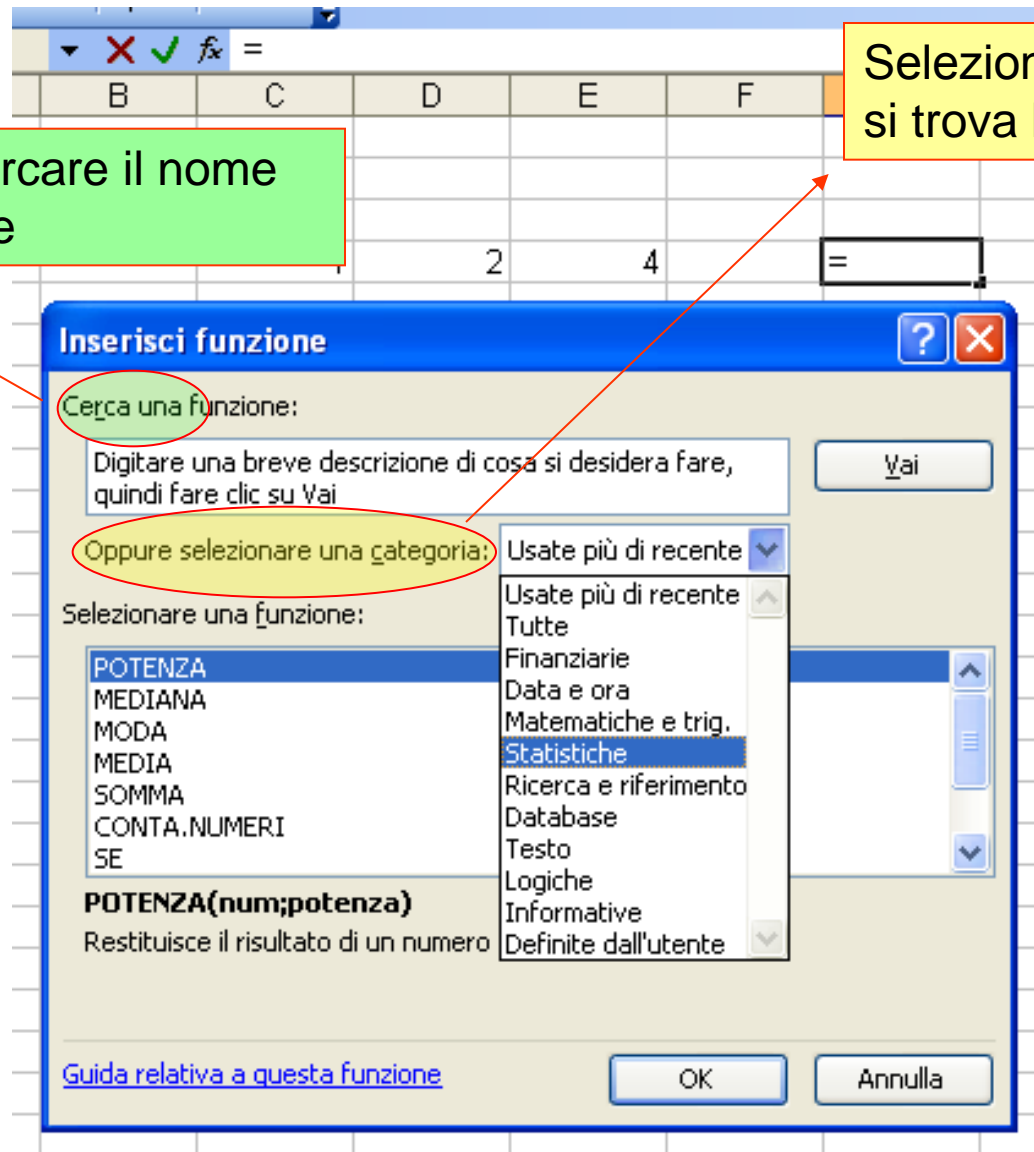 fx =
B C D E F
Selezion
si trova
rcare il nome
e
2 4 =
Inserisci funzione
Cerca una funzione:
Digitare una breve descrizione di cosa si desidera fare,
quindi fare clic su Vai
Vai
Oppure selezionare una categoria: Usate più di recente
Usate più di recente
Tutte
Finanziarie
Data e ora
Matematiche e trig.
Statistiche
Ricerca e riferimento
Database
Testo
Logiche
Informative
Definite dall'utente
Selezionare una funzione:
POTENZA
MEDIANA
MODA
MEDIA
SOMMA
CONTA.NUMERI
SE
POTENZA(num;potenza)
Restituisce il risultato di un numero
Guida relativa a questa funzione
OK Annulla